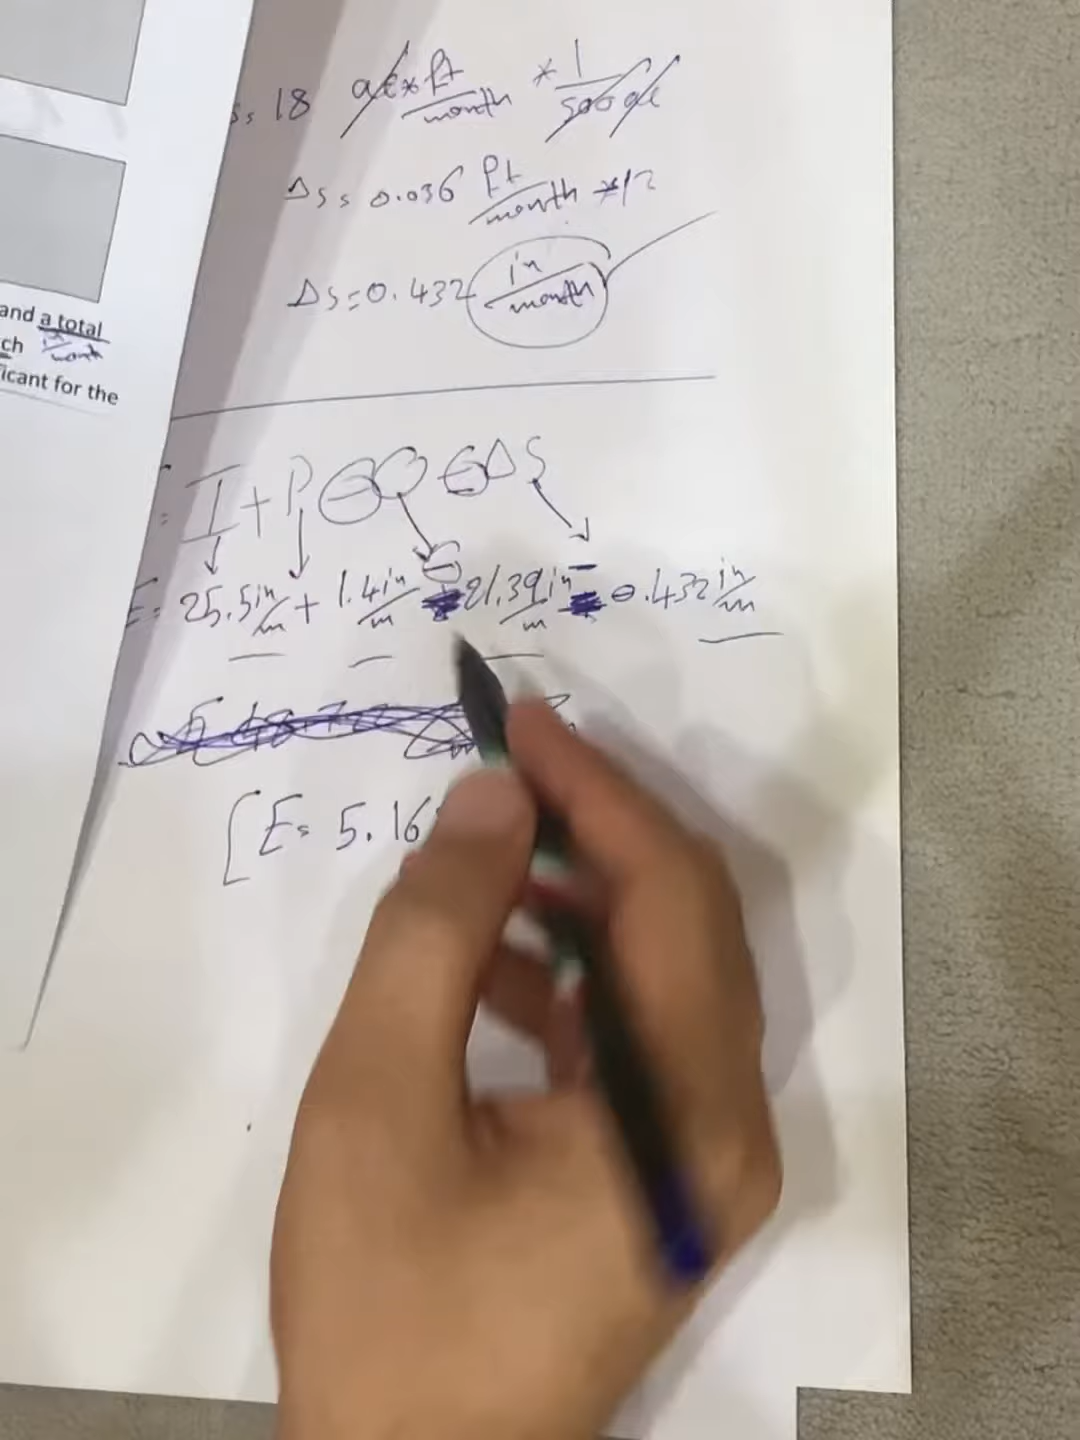 and a total
ch in/month
icant for the
s= 18 ac*ft/month * 1/500 ac
Δs= 0.036 ft/month *12
Δs=0.432 in/month
= I + P - O - ΔS
E= 25.5 in/m + 1.4 in/m - 21.39 in/m - 0.432 in/m
E= 5.16